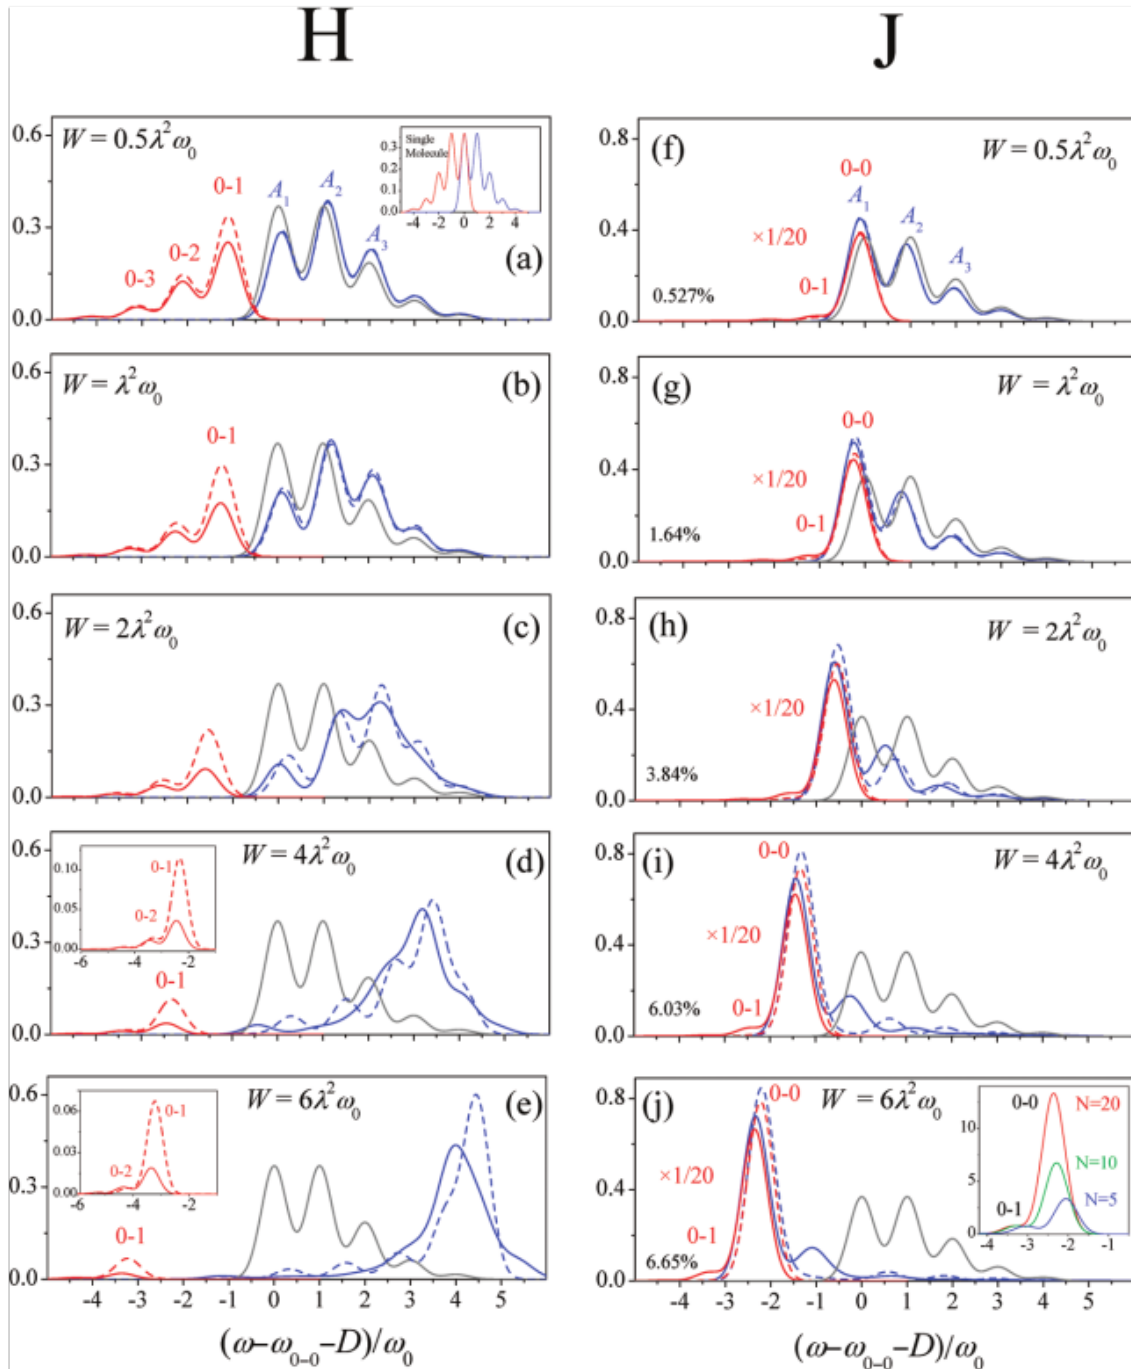 H
J
W = 0.5λ²ω₀
Single
Molecule
0.3
0.2
0.1
0.0
-4 -2 0 2 4
0.6
0.3
0.0
0-3
0-2
0-1
A₁
A₂
A₃
(a)
(f)
W = 0.5λ²ω₀
0-0
A₁
A₂
A₃
×1/20
0-1
0.527%
0.8
0.4
0.0
W = λ²ω₀
(b)
0-1
0.6
0.3
0.0
(g)
W = λ²ω₀
0-0
×1/20
0-1
1.64%
0.8
0.4
0.0
W = 2λ²ω₀
(c)
0.6
0.3
0.0
(h)
W = 2λ²ω₀
×1/20
3.84%
0.8
0.4
0.0
W = 4λ²ω₀
(d)
0.10
0.05
0.00
0-1
0-2
-6 -4 -2
0-1
0.6
0.3
0.0
(i)
W = 4λ²ω₀
0-0
×1/20
0-1
6.03%
0.8
0.4
0.0
W = 6λ²ω₀
(e)
0.06
0.03
0.00
0-1
0-2
-6 -4 -2
0-1
0.6
0.3
0.0
-4 -3 -2 -1 0 1 2 3 4 5
(ω–ω₀₋₀–D)/ω₀
(j)
0-0
W = 6λ²ω₀
×1/20
0-1
6.65%
0.8
0.4
0.0
0-0
N=20
N=10
N=5
0-1
10
5
0
-4 -3 -2 -1
-4 -3 -2 -1 0 1 2 3 4 5
(ω–ω₀₋₀–D)/ω₀